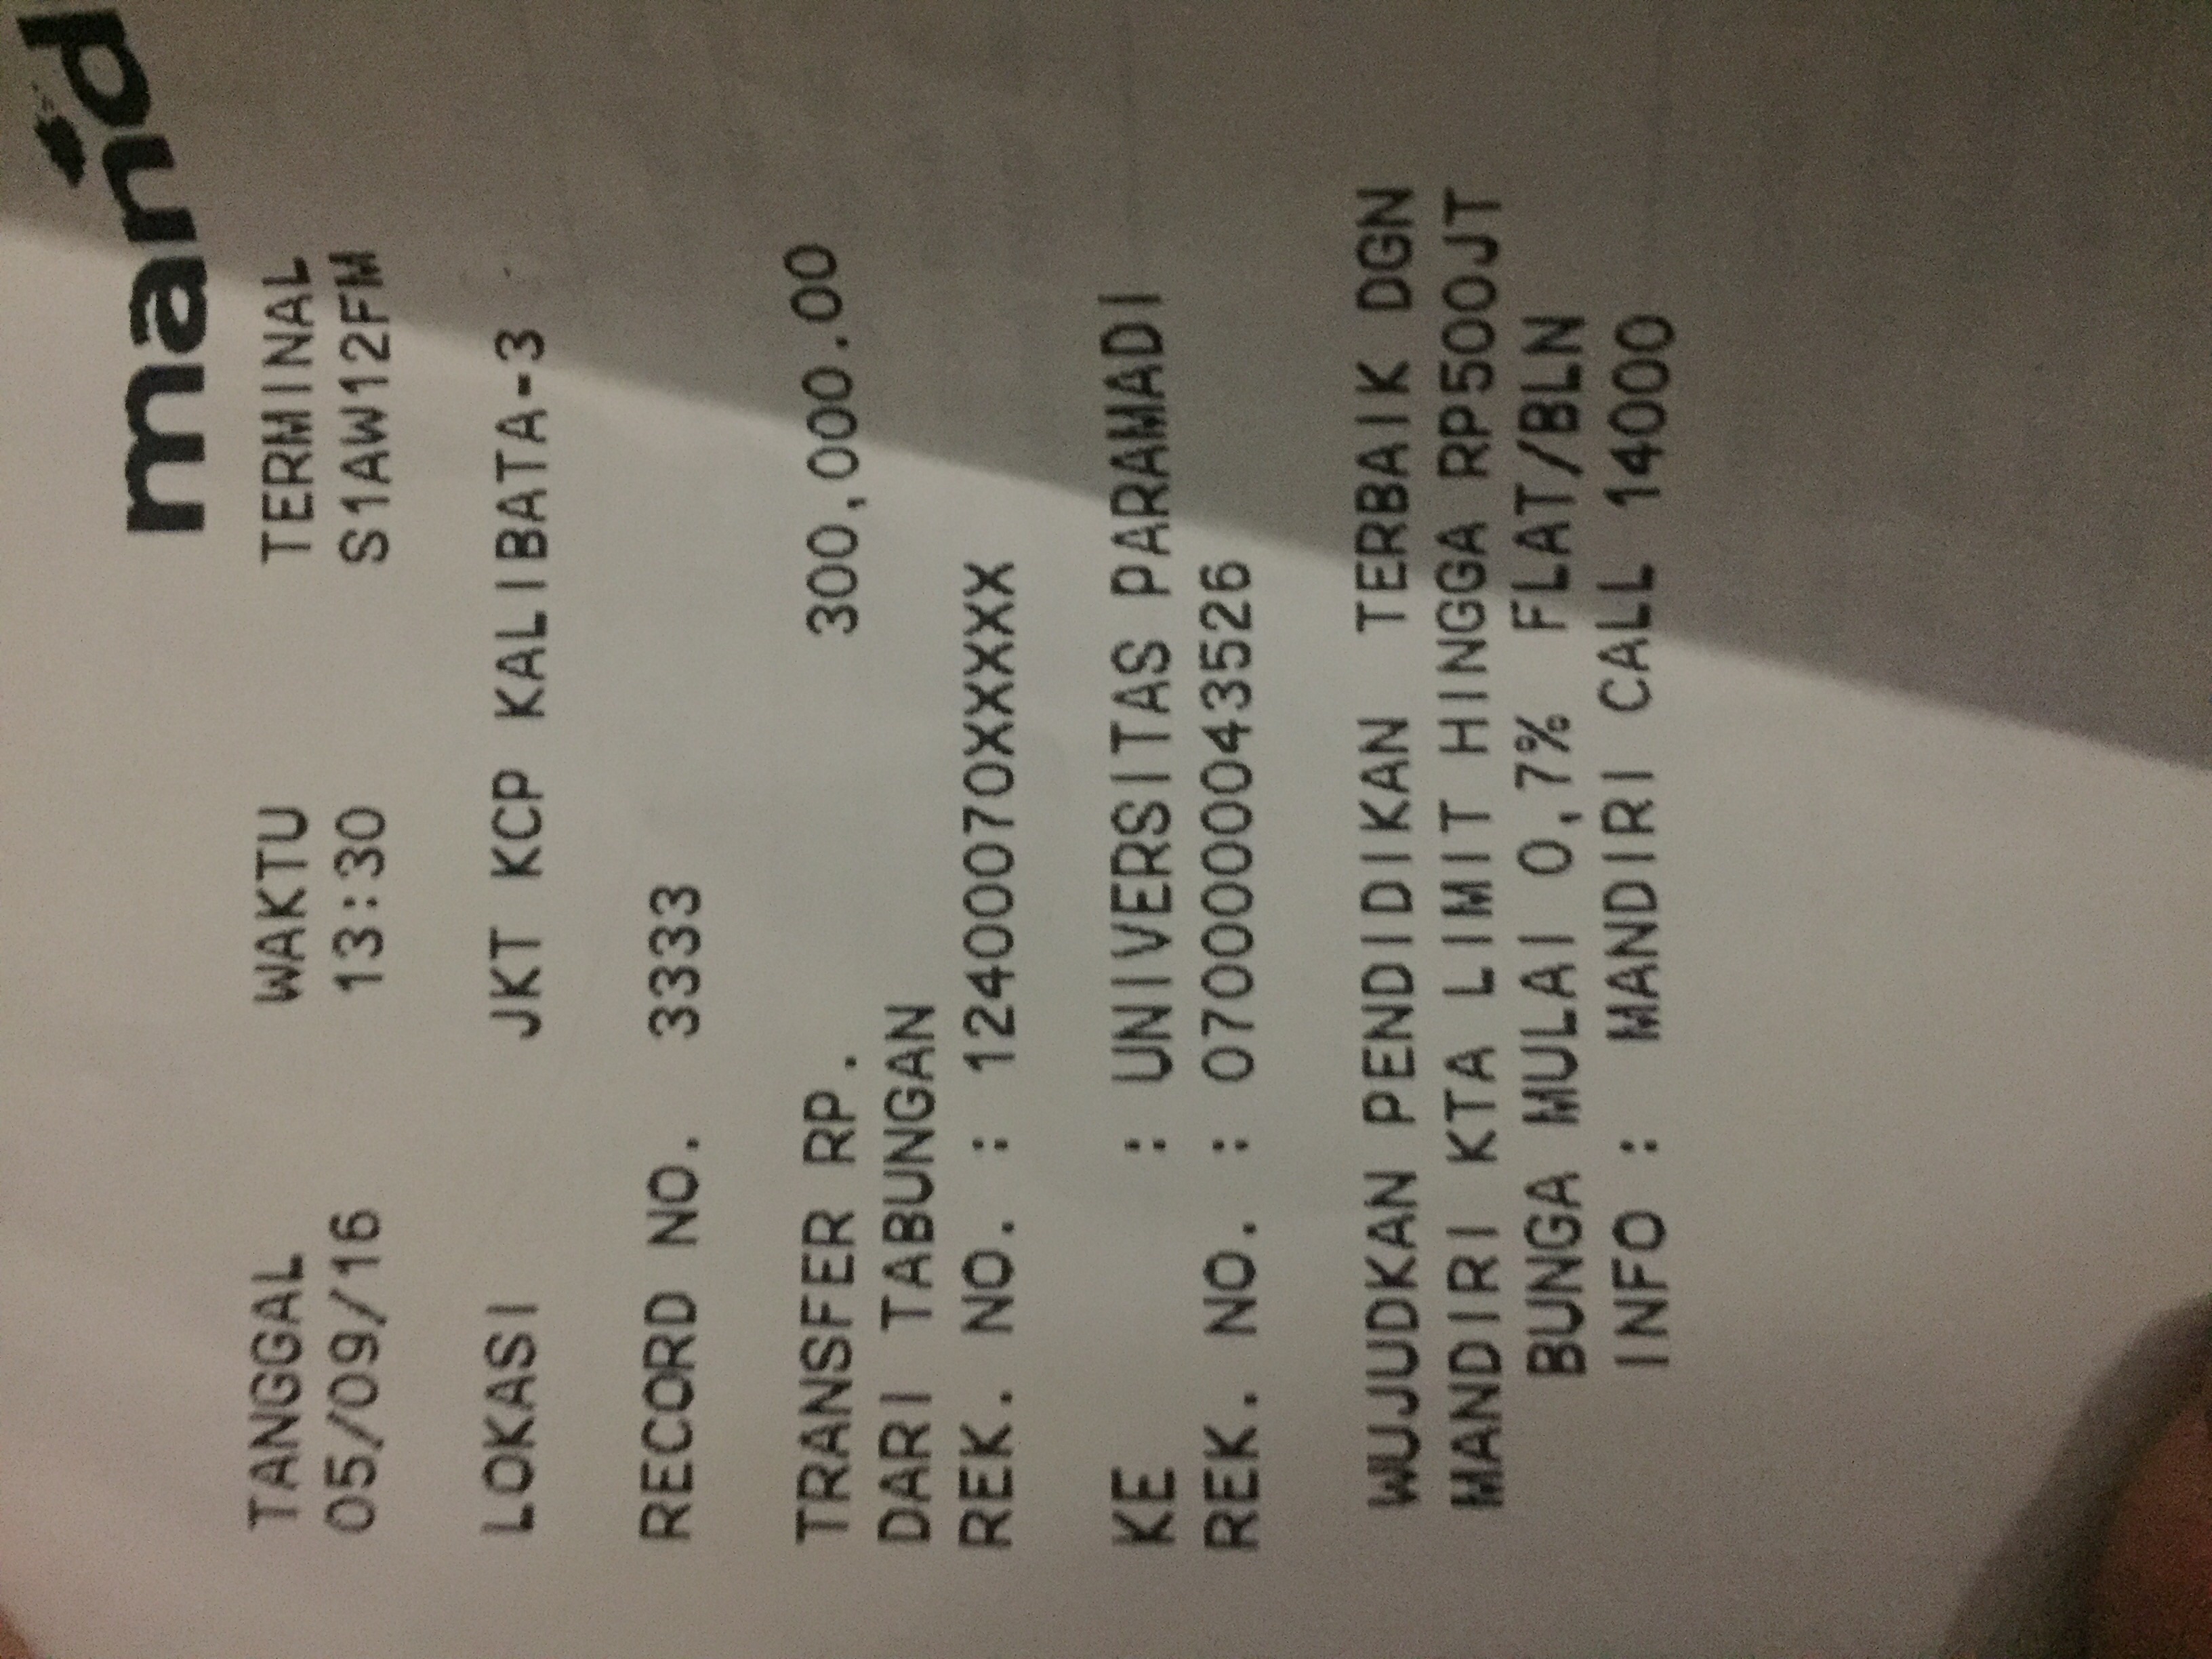 mand
TANGGAL WAKTU TERMINAL
05/09/16 13:30 S1AW12FM
LOKASI JKT KCP KALIBATA-3
RECORD NO. 3333
TRANSFER RP. 300,000.00
DARI TABUNGAN
REK. NO. : 12400070XXXXX
KE : UNIVERSITAS PARAMADI
REK. NO. : 0700000043526
WUJUDKAN PENDIDIKAN TERBAIK DGN
MANDIRI KTA LIMIT HINGGA RP500JT
BUNGA MULAI 0,7% FLAT/BLN
INFO : MANDIRI CALL 14000